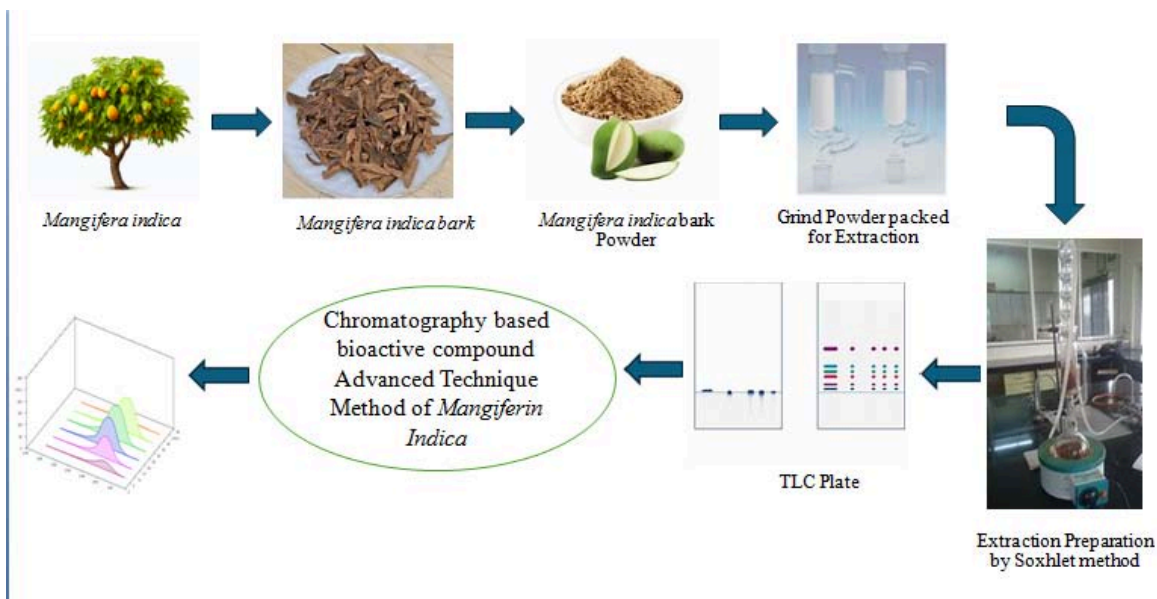 Mangifera indica
Mangifera indica bark
Mangifera indica bark
Powder
Grind Powder packed
for Extraction
Extraction Preparation
by Soxhlet method
TLC Plate
Chromatography based
bioactive compound
Advanced Technique
Method of Mangiferin
Indica